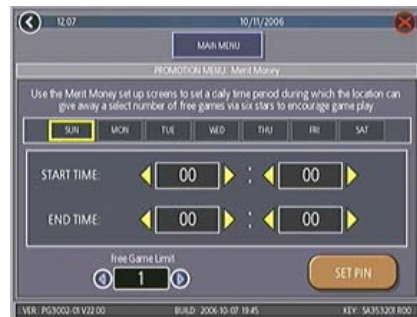 12:07 10/11/2006
MAIN MENU
PROMOTION MENU: Merit Money
Use the Merit Money set up screens to set a daily time period during which the location can
give away a select number of free games via six stars to encourage game play
SUN MON TUE WED THU FRI SAT
START TIME: 00 : 00
END TIME: 00 : 00
Free Game Limit
1
SET PIN
VER: PG3002-01 V22.00 BUILD: 2006-10-07 19:45 KEY: SA353201 R00